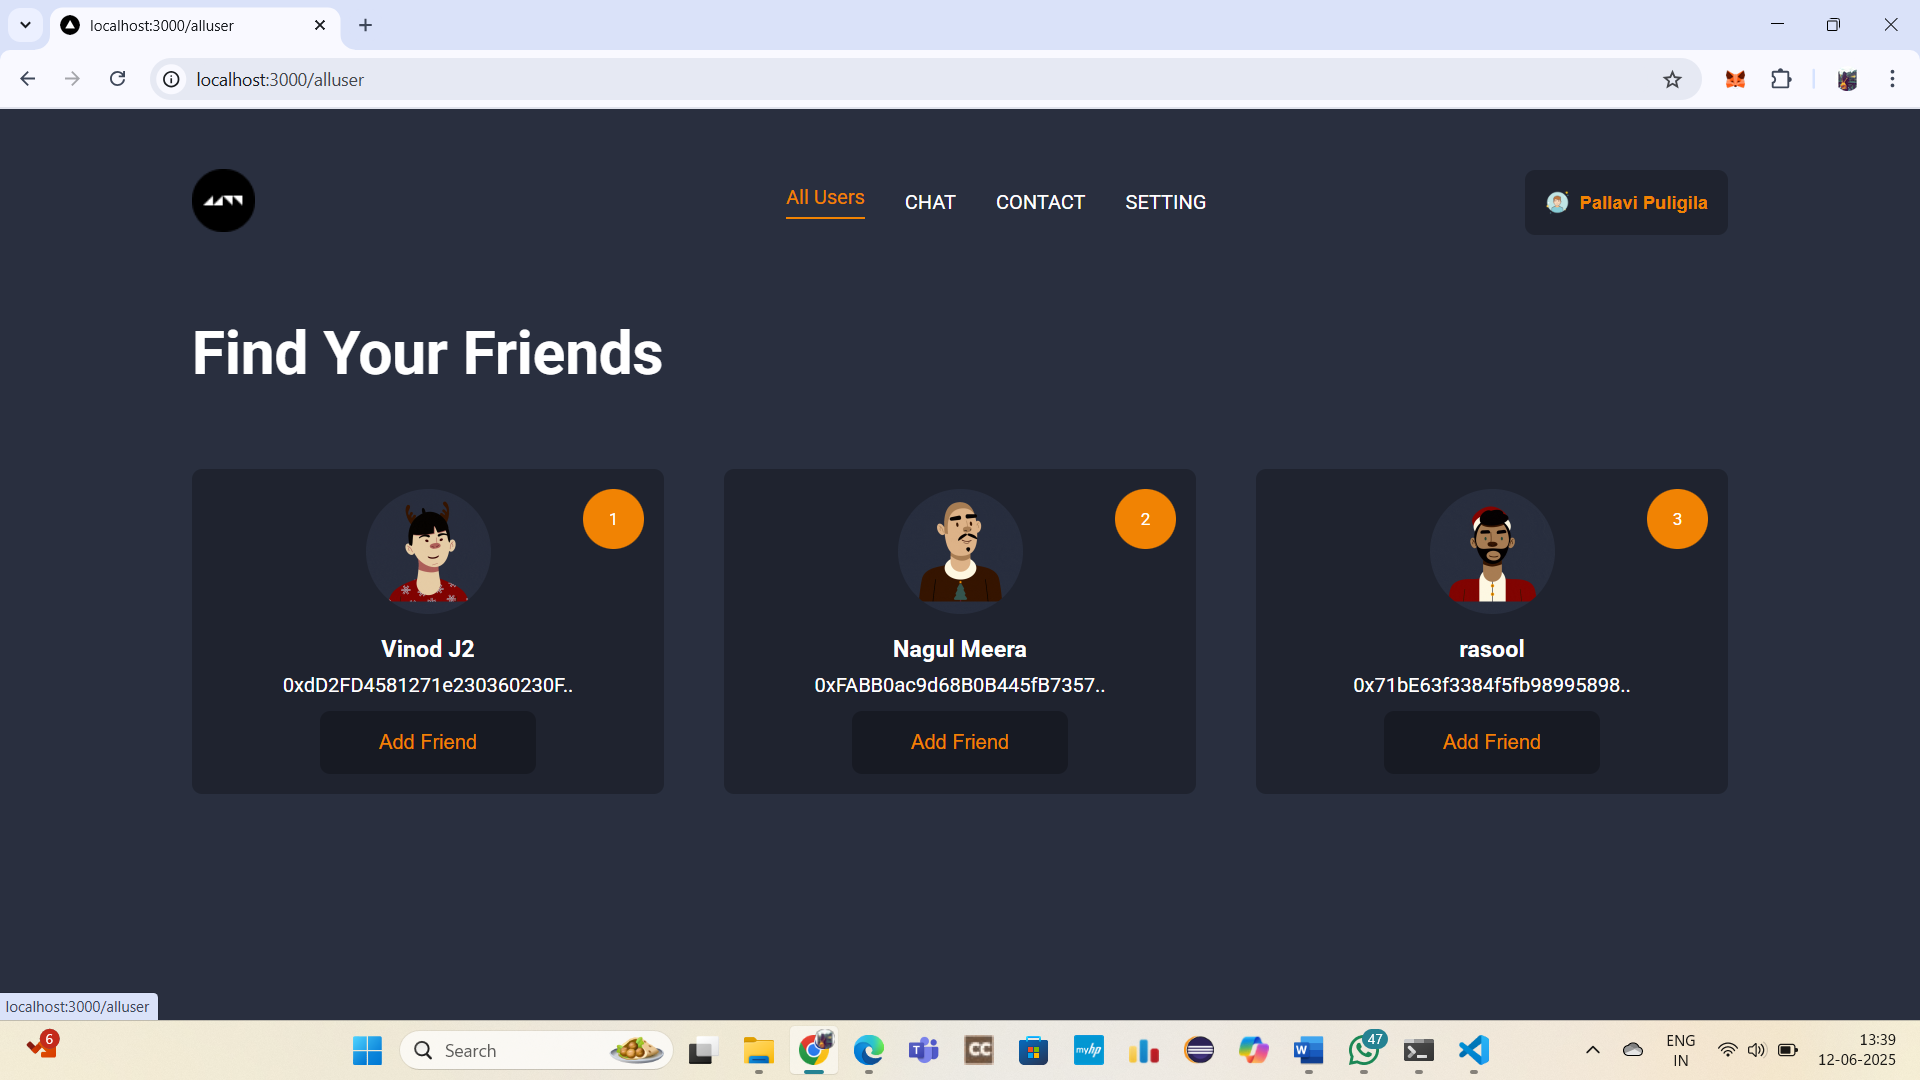 localhost:3000/alluser
localhost:3000/alluser
All Users
CHAT
CONTACT
SETTING
Pallavi Puligila
Find Your Friends
1
2
3
Vinod J2
Nagul Meera
rasool
0xdD2FD4581271e230360230F..
0xFABB0ac9d68B0B445fB7357..
0x71bE63f3384f5fb98995898..
Add Friend
Add Friend
Add Friend
localhost:3000/alluser
6
Search
CC
myhp
W
47
ENG
IN
13:39
12-06-2025